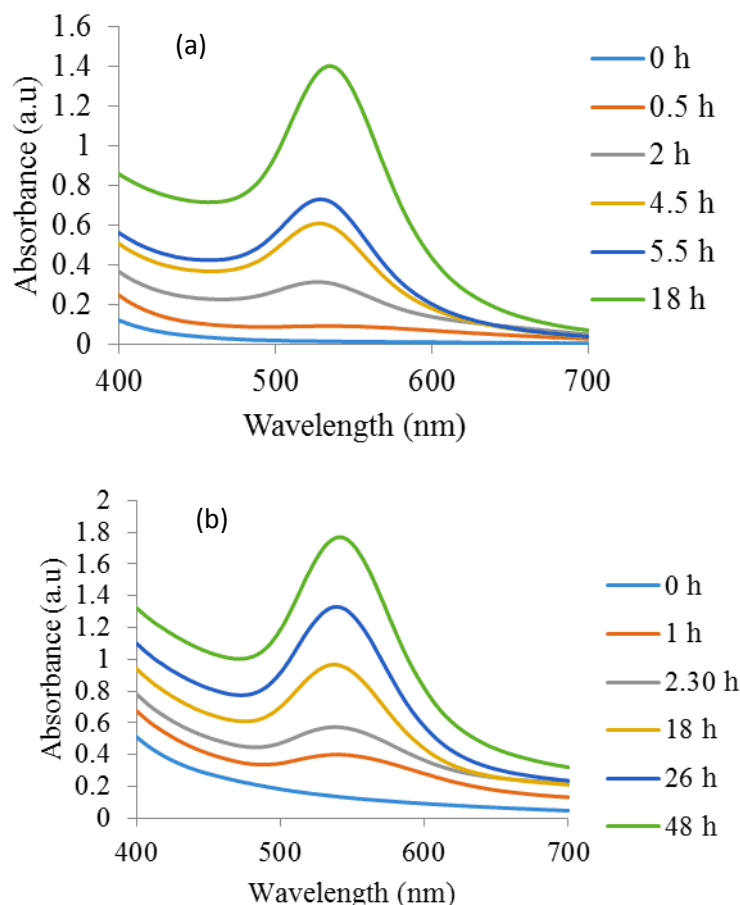 (a)
Absorbance (a.u)
1.6
1.4
1.2
1
0.8
0.6
0.4
0.2
0
400 500 600 700
Wavelength (nm)
0 h
0.5 h
2 h
4.5 h
5.5 h
18 h
(b)
Absorbance (a.u)
2
1.8
1.6
1.4
1.2
1
0.8
0.6
0.4
0.2
0
400 500 600 700
Wavelength (nm)
0 h
1 h
2.30 h
18 h
26 h
48 h